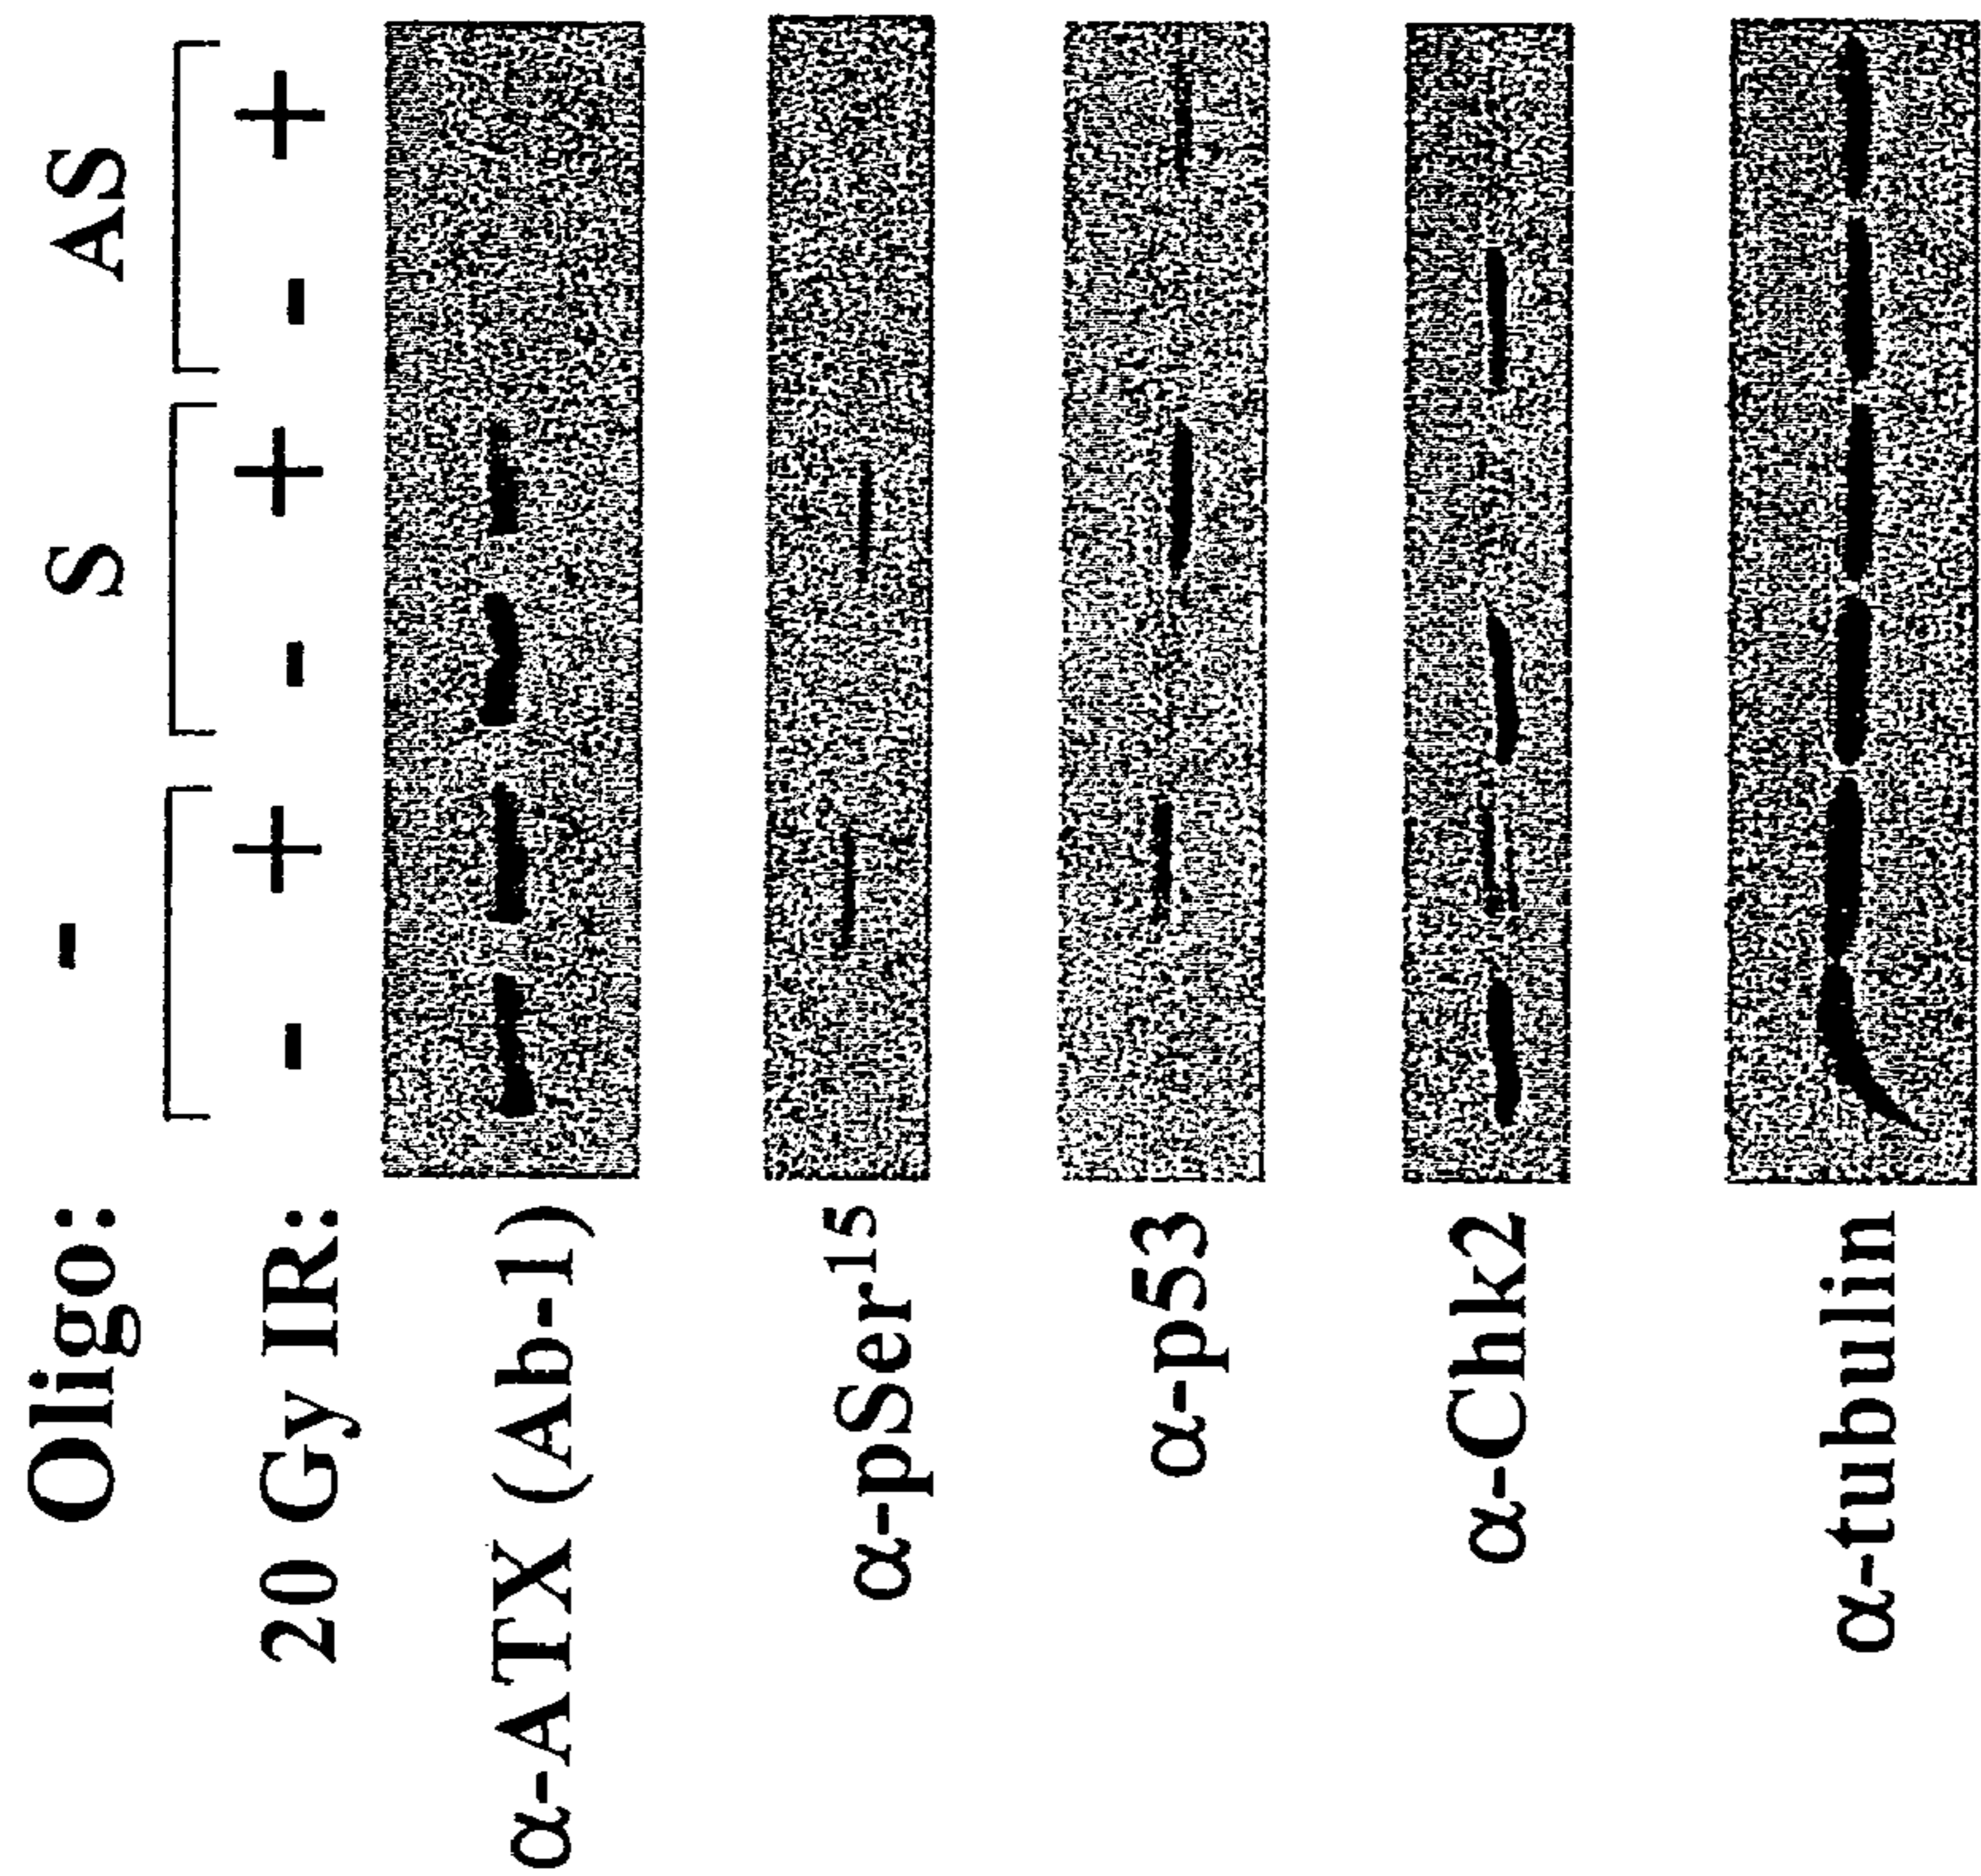 Oligo: - S AS
20 Gy IR: - + - + - +
α-ATX (Ab-1)
α-pSer¹⁵
α-p53
α-Chk2
α-tubulin